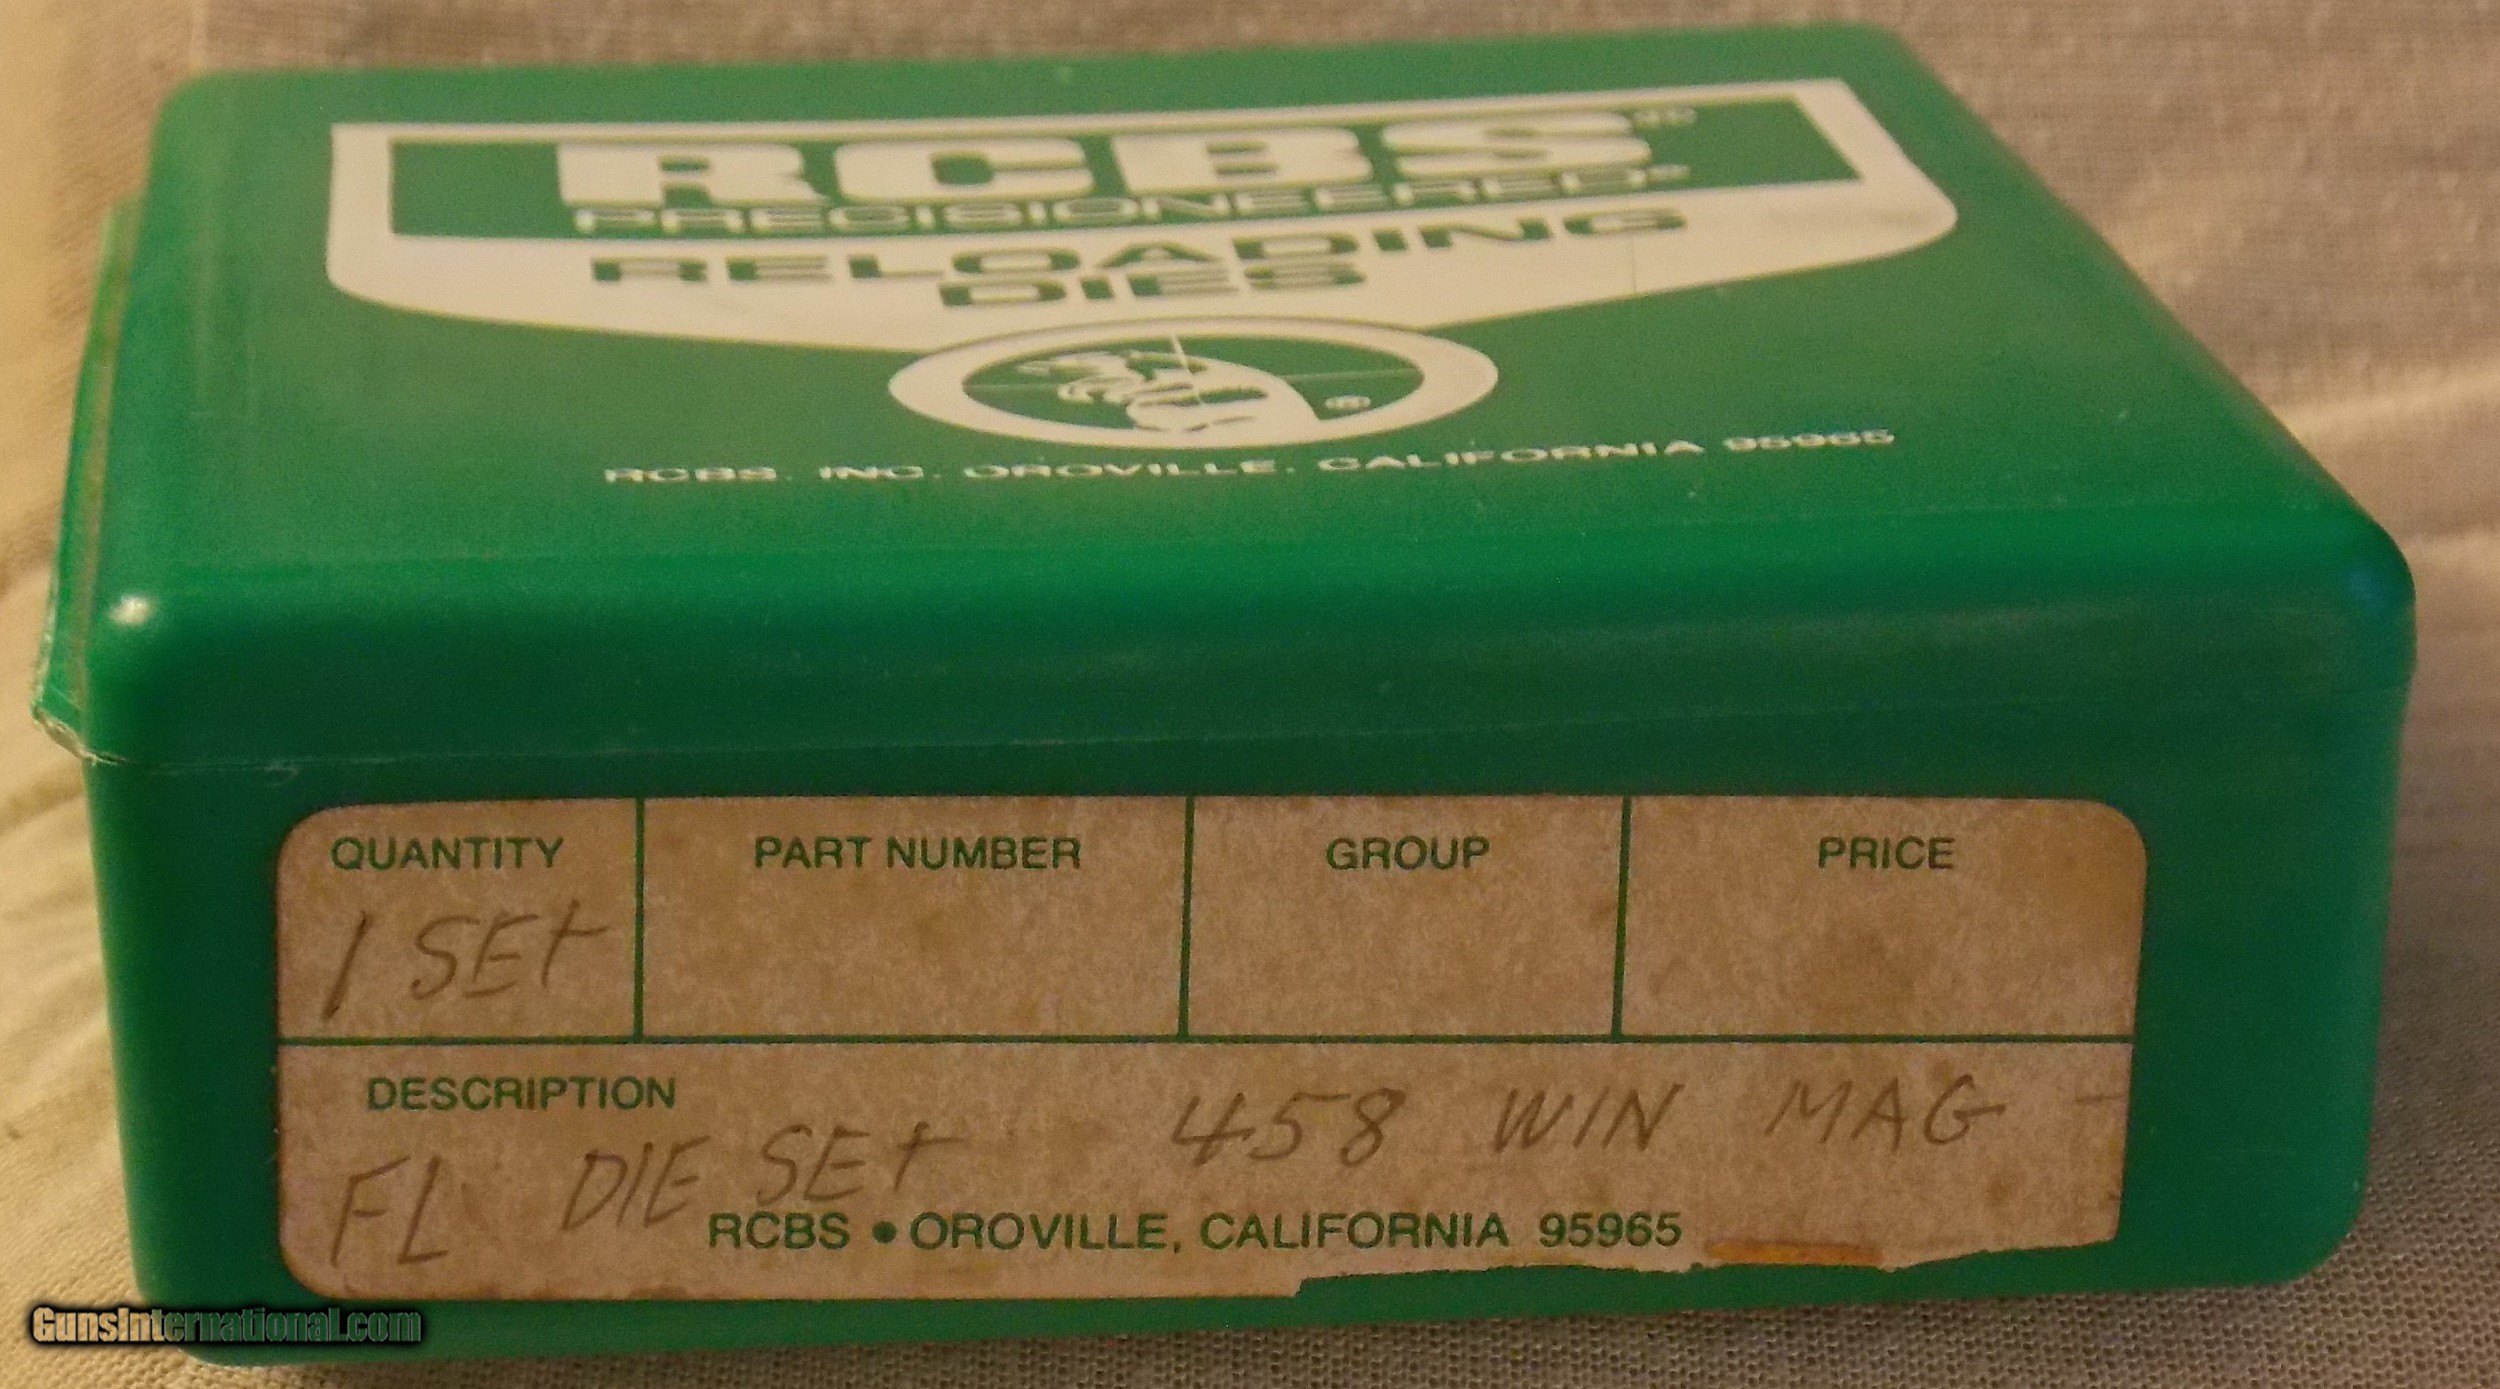 RCBS®
PRECISIONEERED®
RELOADING
DIES
®
RCBS, INC. OROVILLE, CALIFORNIA 95965
QUANTITY PART NUMBER GROUP PRICE
1 SEt
DESCRIPTION
FL DIE SEt 458 WIN MAG -
RCBS • OROVILLE, CALIFORNIA 95965
GunsInternational.com